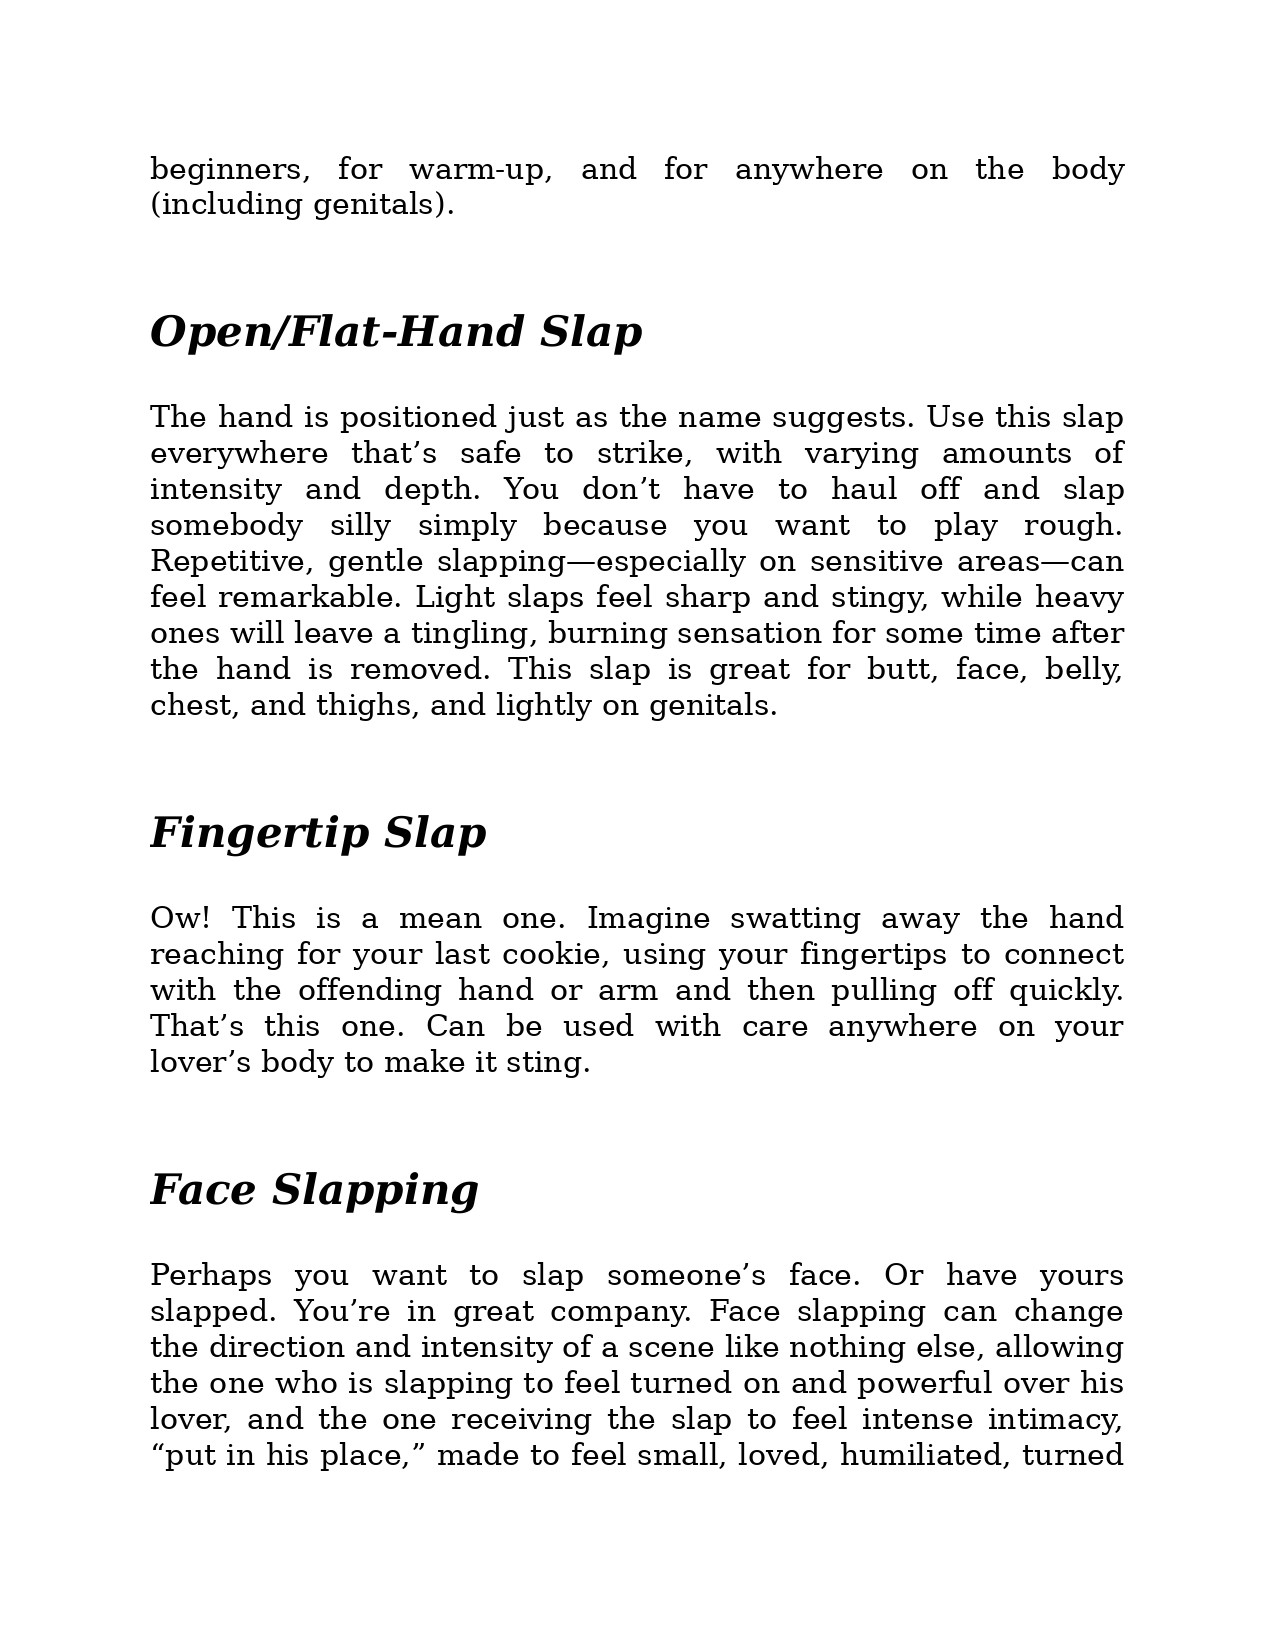 beginners, for warm-up, and for anywhere on the body
(including genitals).
Open/Flat-Hand Slap
The hand is positioned just as the name suggests. Use this slap
everywhere that’s safe to strike, with varying amounts of
intensity and depth. You don’t have to haul off and slap
somebody silly simply because you want to play rough.
Repetitive, gentle slapping—especially on sensitive areas—can
feel remarkable. Light slaps feel sharp and stingy, while heavy
ones will leave a tingling, burning sensation for some time after
the hand is removed. This slap is great for butt, face, belly,
chest, and thighs, and lightly on genitals.
Fingertip Slap
Ow! This is a mean one. Imagine swatting away the hand
reaching for your last cookie, using your fingertips to connect
with the offending hand or arm and then pulling off quickly.
That’s this one. Can be used with care anywhere on your
lover’s body to make it sting.
Face Slapping
Perhaps you want to slap someone’s face. Or have yours
slapped. You’re in great company. Face slapping can change
the direction and intensity of a scene like nothing else, allowing
the one who is slapping to feel turned on and powerful over his
lover, and the one receiving the slap to feel intense intimacy,
“put in his place,” made to feel small, loved, humiliated, turned